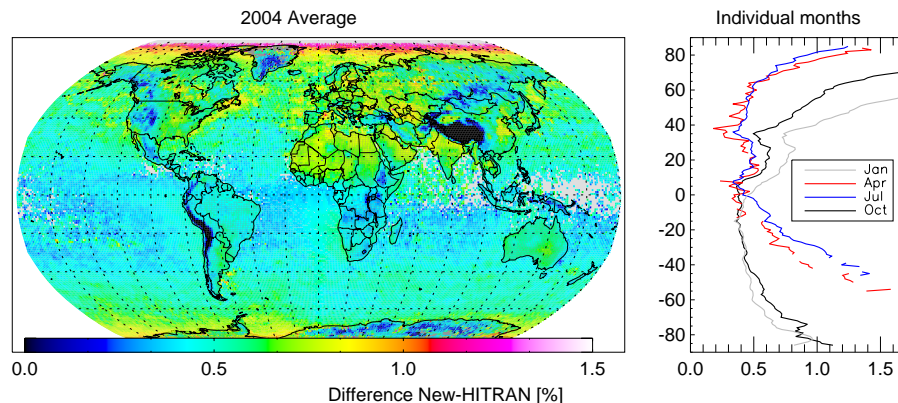 2004 Average
Individual months
80
60
40
20
0
-20
-40
-60
-80
Jan
Apr
Jul
Oct
0.0 0.5 1.0 1.5
0.0 0.5 1.0 1.5
Difference New-HITRAN [%]